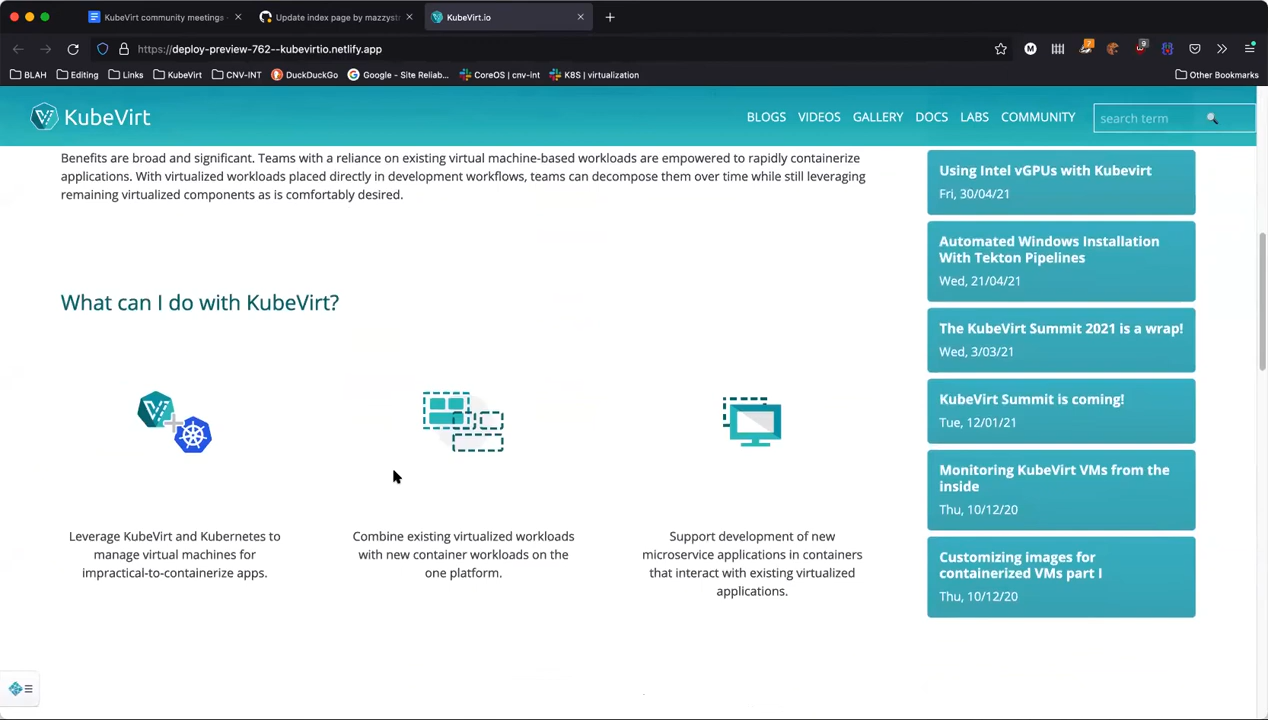 KubeVirt community meetings -
Update index page by mazzystr
KubeVirt.io
https://deploy-preview-762--kubevirtio.netlify.app
BLAH
Editing
Links
KubeVirt
CNV-INT
DuckDuckGo
Google - Site Reliab...
CoreOS | cnv-int
K8S | virtualization
Other Bookmarks
KubeVirt
BLOGS
VIDEOS
GALLERY
DOCS
LABS
COMMUNITY
search term
Benefits are broad and significant. Teams with a reliance on existing virtual machine-based workloads are empowered to rapidly containerize
applications. With virtualized workloads placed directly in development workflows, teams can decompose them over time while still leveraging
remaining virtualized components as is comfortably desired.
What can I do with KubeVirt?
Leverage KubeVirt and Kubernetes to
manage virtual machines for
impractical-to-containerize apps.
Combine existing virtualized workloads
with new container workloads on the
one platform.
Support development of new
microservice applications in containers
that interact with existing virtualized
applications.
Using Intel vGPUs with Kubevirt
Fri, 30/04/21
Automated Windows Installation
With Tekton Pipelines
Wed, 21/04/21
The KubeVirt Summit 2021 is a wrap!
Wed, 3/03/21
KubeVirt Summit is coming!
Tue, 12/01/21
Monitoring KubeVirt VMs from the
inside
Thu, 10/12/20
Customizing images for
containerized VMs part I
Thu, 10/12/20